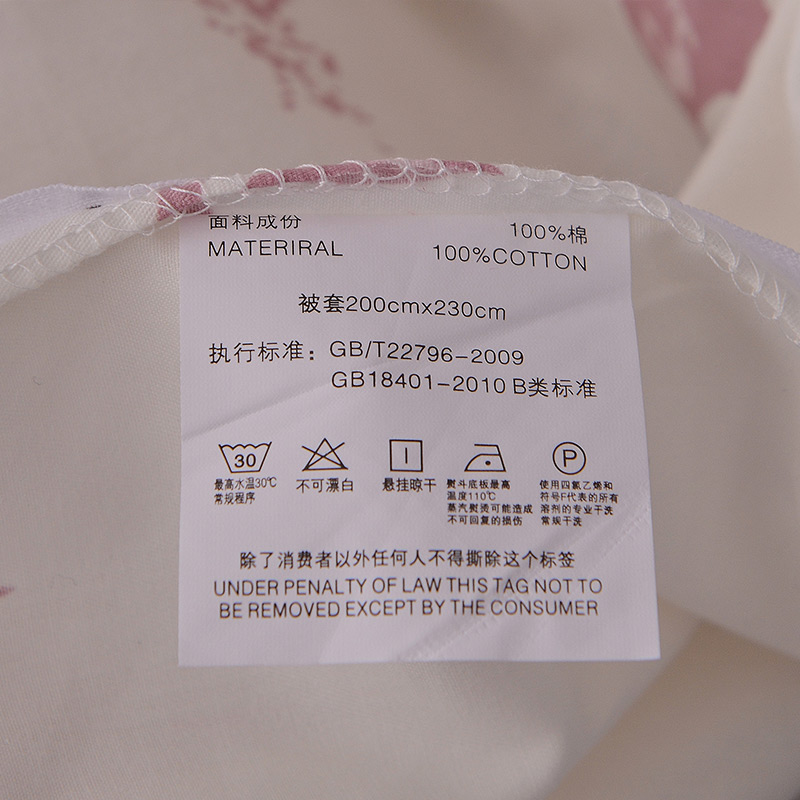 面料成份 100%棉
MATERIRAL 100%COTTON
被套200cmx230cm
执行标准：GB/T22796-2009
GB18401-2010 B类标准
30
P
最高水温30℃
常规程序
不可漂白
悬挂晾干
熨斗底板最高
温度110℃
蒸汽熨烫可能造成
不可回复的损伤
使用四氯乙烯和
符号F代表的所有
溶剂的专业干洗
常规干洗
除了消费者以外任何人不得撕除这个标签
UNDER PENALTY OF LAW THIS TAG NOT TO
BE REMOVED EXCEPT BY THE CONSUMER